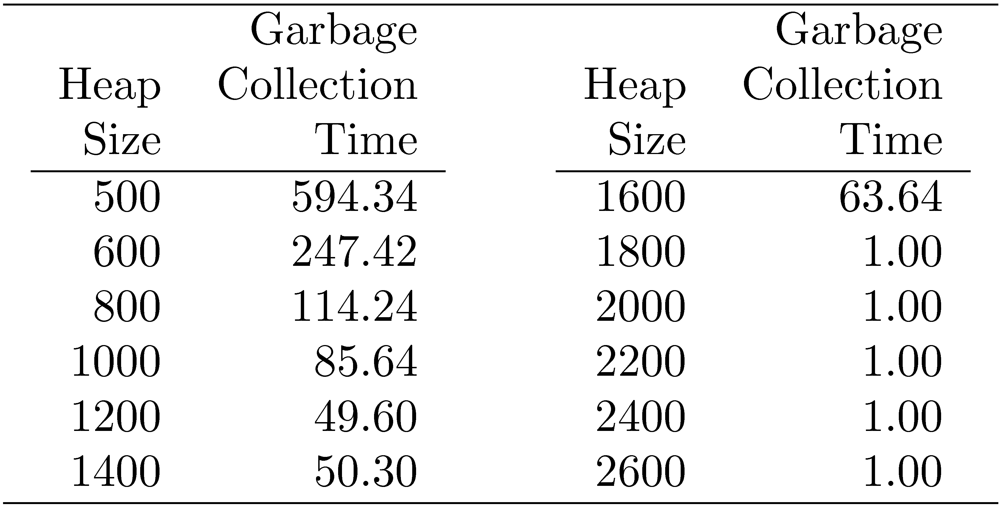 Garbage Garbage
Heap Collection Heap Collection
Size Time Size Time
500 594.34 1600 63.64
600 247.42 1800 1.00
800 114.24 2000 1.00
1000 85.64 2200 1.00
1200 49.60 2400 1.00
1400 50.30 2600 1.00